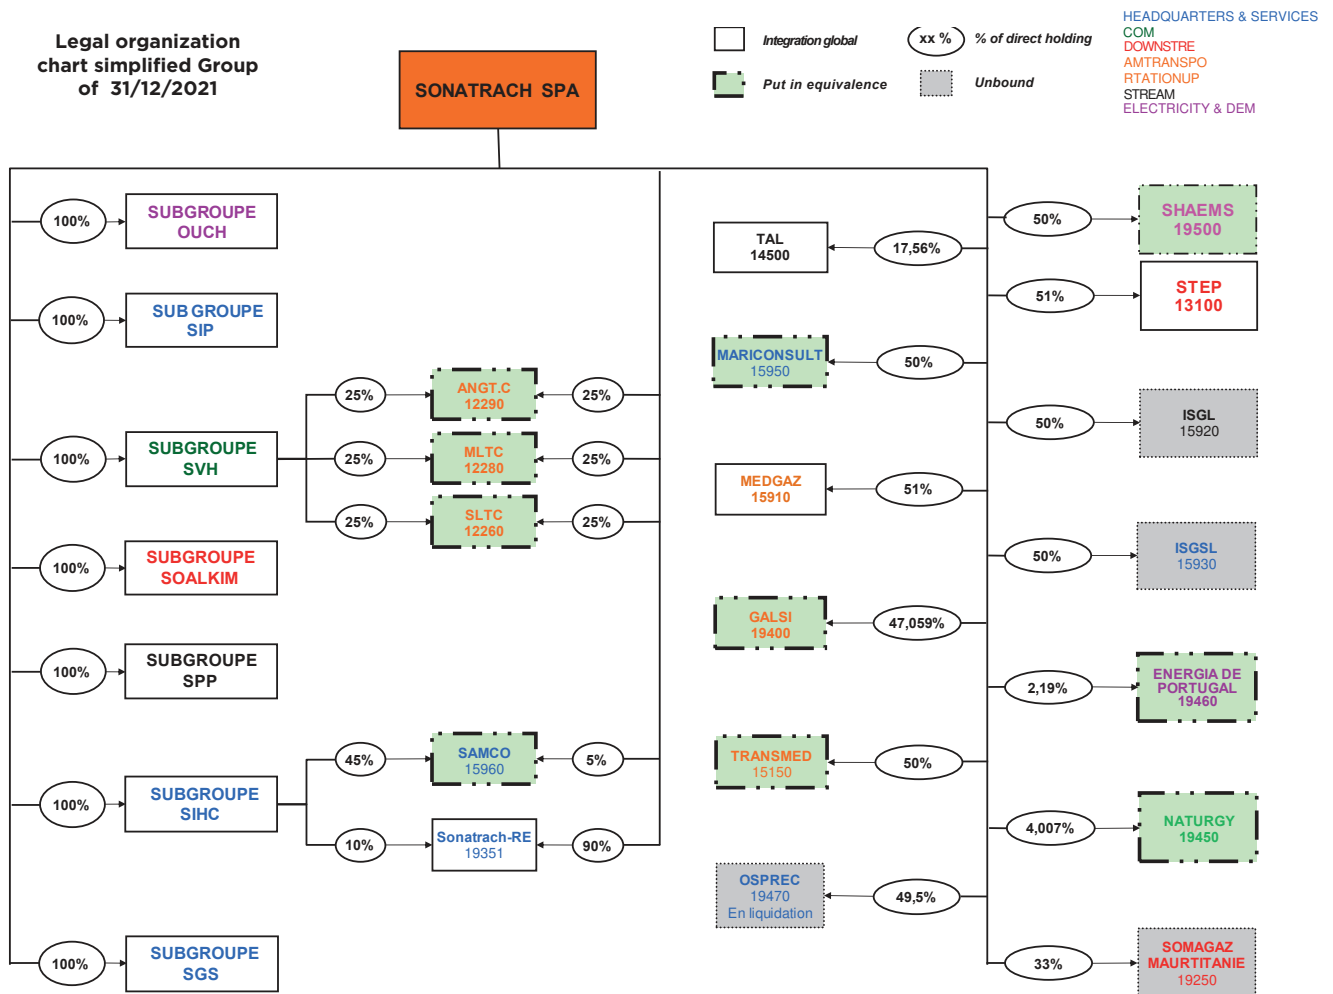 Legal organization
chart simplified Group
of 31/12/2021
SONATRACH SPA
Integration global
xx %
% of direct holding
Put in equivalence
Unbound
HEADQUARTERS & SERVICES
COM
DOWNSTRE
AMTRANSPO
RTATIONUP
STREAM
ELECTRICITY & DEM
100%
SUBGROUPE
OUCH
100%
SUB GROUPE
SIP
100%
SUBGROUPE
SVH
25%
ANGT.C
12290
25%
25%
MLTC
12280
25%
25%
SLTC
12260
25%
100%
SUBGROUPE
SOALKIM
100%
SUBGROUPE
SPP
100%
SUBGROUPE
SIHC
45%
SAMCO
15960
5%
10%
Sonatrach-RE
19351
90%
100%
SUBGROUPE
SGS
TAL
14500
17,56%
MARICONSULT
15950
50%
MEDGAZ
15910
51%
GALSI
19400
47,059%
TRANSMED
15150
50%
OSPREC
19470
En liquidation
49,5%
50%
SHAEMS
19500
51%
STEP
13100
50%
ISGL
15920
50%
ISGSL
15930
2,19%
ENERGIA DE
PORTUGAL
19460
4,007%
NATURGY
19450
33%
SOMAGAZ
MAURTITANIE
19250